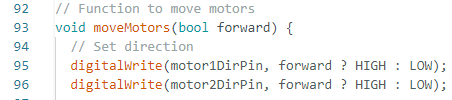 92 // Function to move motors
93 void moveMotors(bool forward) {
94 // Set direction
95 digitalWrite(motor1DirPin, forward ? HIGH : LOW);
96 digitalWrite(motor2DirPin, forward ? HIGH : LOW);